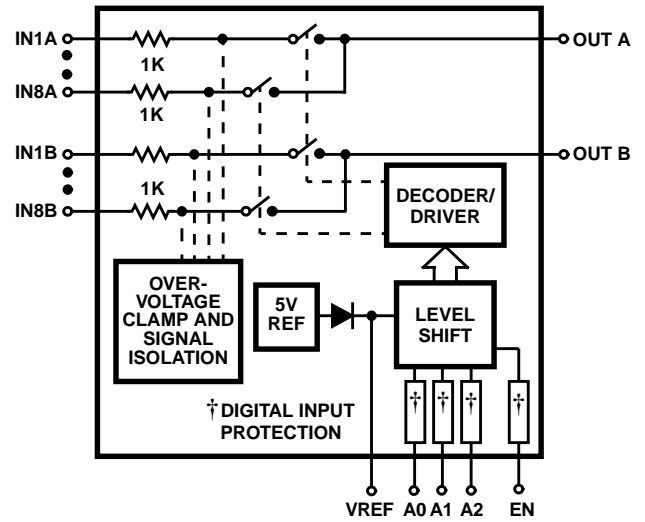 IN1A
OUT A
1K
IN8A
1K
IN1B
OUT B
1K
IN8B
DECODER/
DRIVER
OVER-
VOLTAGE
CLAMP AND
SIGNAL
ISOLATION
5V
REF
LEVEL
SHIFT
† † † †
†DIGITAL INPUT
PROTECTION
VREF A0 A1 A2 EN